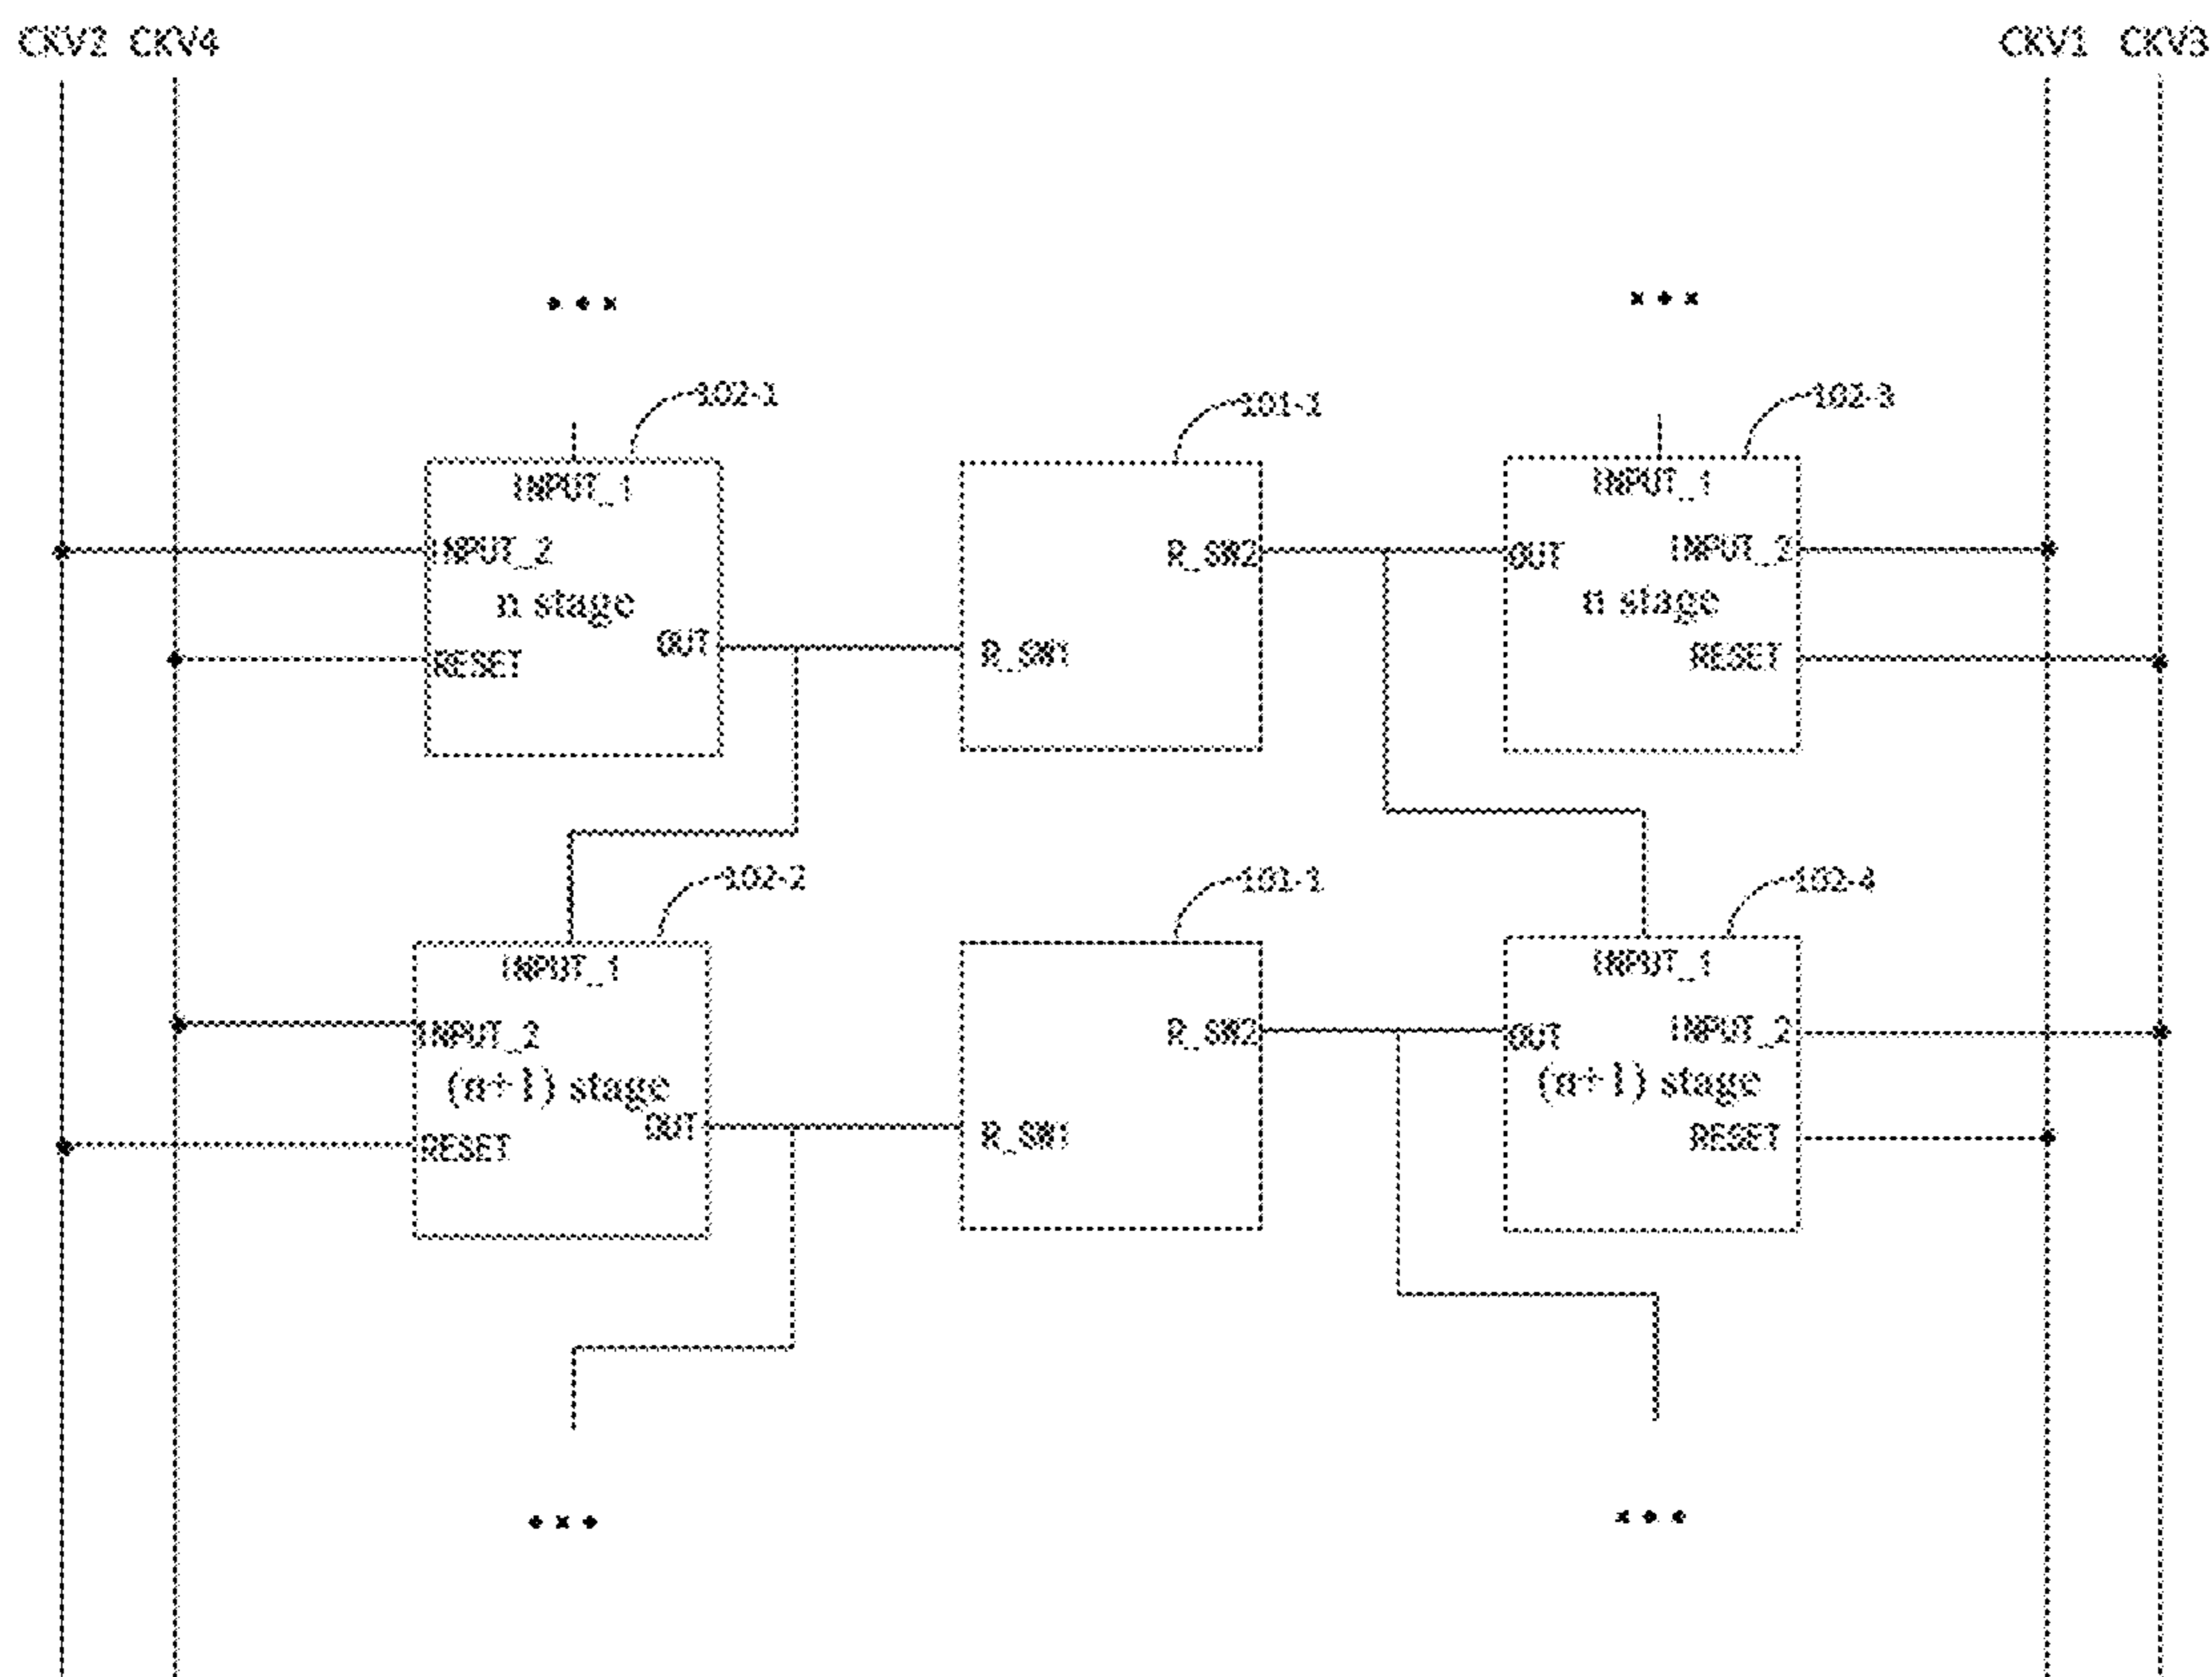 CKV2 CKV4 CKV1 CKV3
102-1 101-1 102-3
INPUT_1 INPUT_1
INPUT_2 R_SW2 OUT INPUT_2
n stage n stage
RESET OUT R_SW1 RESET
102-2 101-1 102-4
INPUT_1 INPUT_1
INPUT_2 R_SW2 OUT INPUT_2
(n+1) stage (n+1) stage
RESET OUT R_SW1 RESET